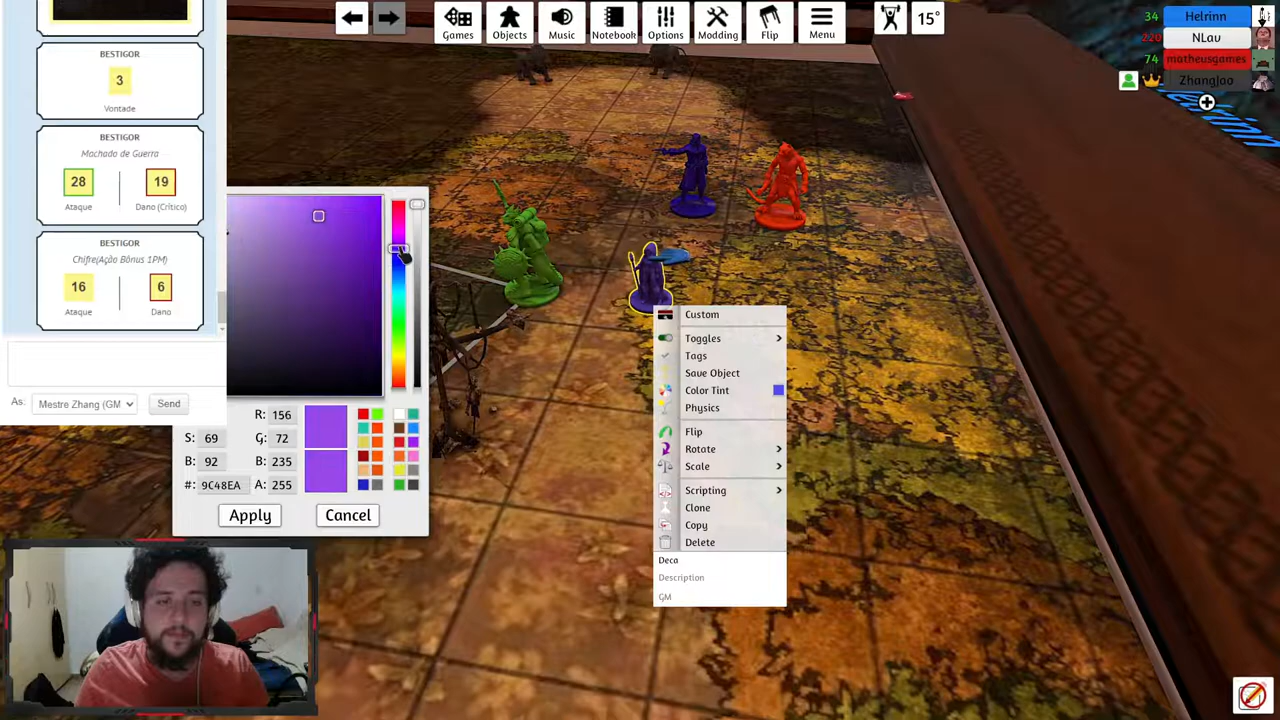 BESTIGOR
3
Vontade
BESTIGOR
Machado de Guerra
28
19
Ataque
Dano (Crítico)
BESTIGOR
Chifre(Ação Bônus 1PM)
16
6
Ataque
Dano
As:
Mestre Zhang (GM
Send
Games
Objects
Music
Notebook
Options
Modding
Flip
Menu
15°
34
Helrinn
220
NLav
74
matheusgames
Zhangjao
R: 156
S: 69
G: 72
B: 92
B: 235
#: 9C48EA
A: 255
Apply
Cancel
Custom
Toggles
Tags
Save Object
Color Tint
Physics
Flip
Rotate
Scale
Scripting
Clone
Copy
Delete
Deca
Description
GM